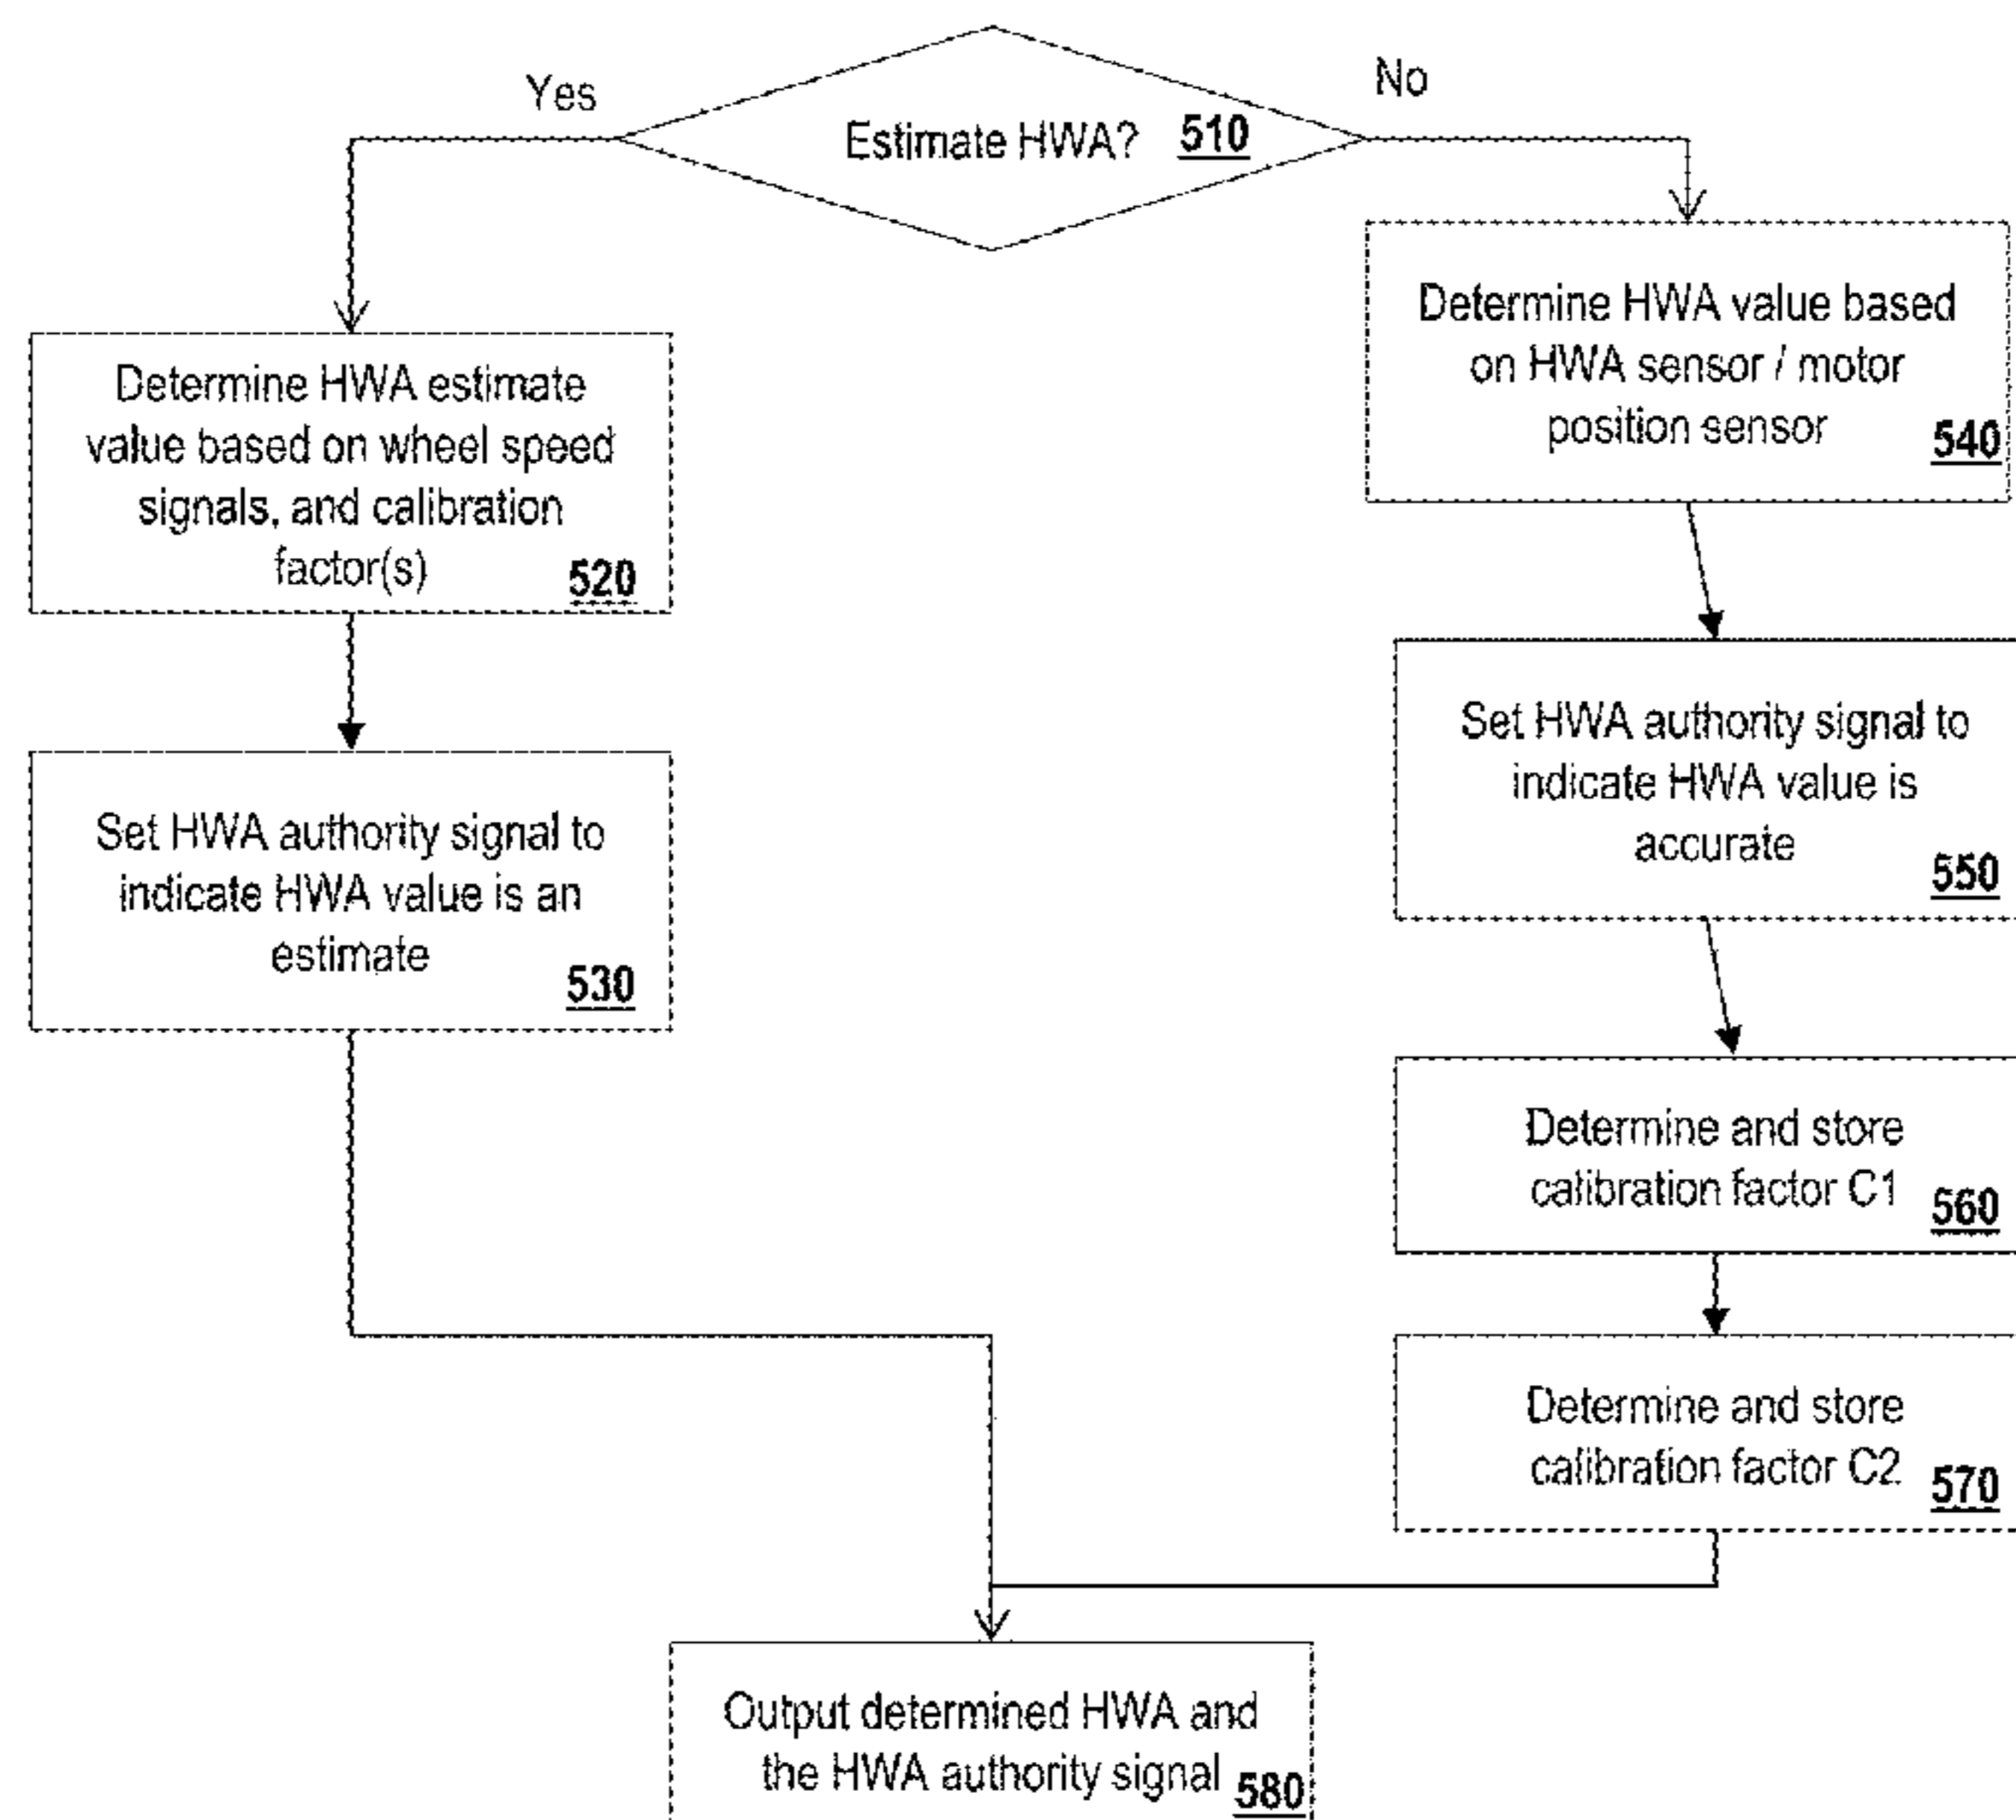 Yes
No
Estimate HWA? 510
Determine HWA estimate
value based on wheel speed
signals, and calibration
factor(s)
520
Set HWA authority signal to
indicate HWA value is an
estimate
530
Determine HWA value based
on HWA sensor / motor
position sensor
540
Set HWA authority signal to
indicate HWA value is
accurate
550
Determine and store
calibration factor C1
560
Determine and store
calibration factor C2
570
Output determined HWA and
the HWA authority signal 580